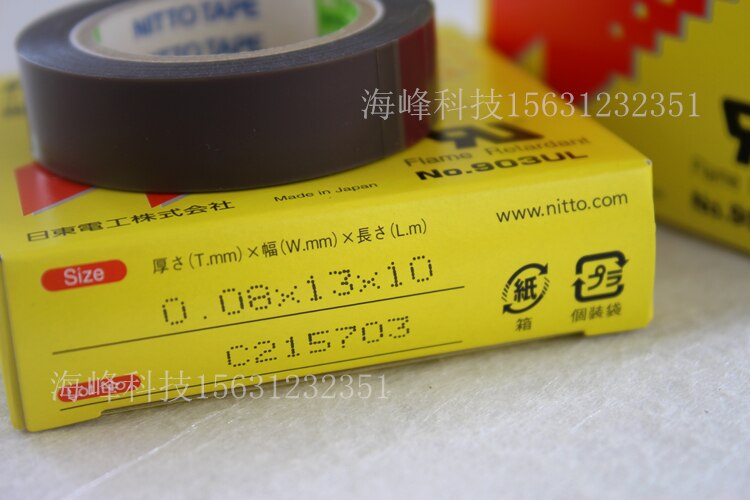 NITTO TAPE
海峰科技15631232351
Flame Retardant
No.903UL
Made in Japan
日東電工株式会社
www.nitto.com
Size
厚さ(T.mm)×幅(W.mm)×長さ(L.m)
0.08×13×10
紙
箱
プラ
個装袋
C215703
海峰科技15631232351